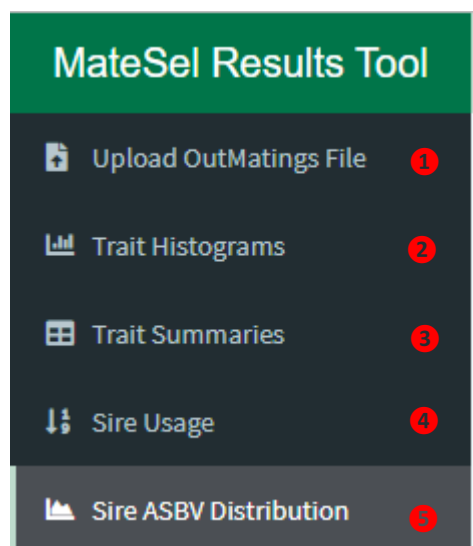 MateSel Results Tool
Upload OutMatings File 1
Trait Histograms 2
Trait Summaries 3
Sire Usage 4
Sire ASBV Distribution 5